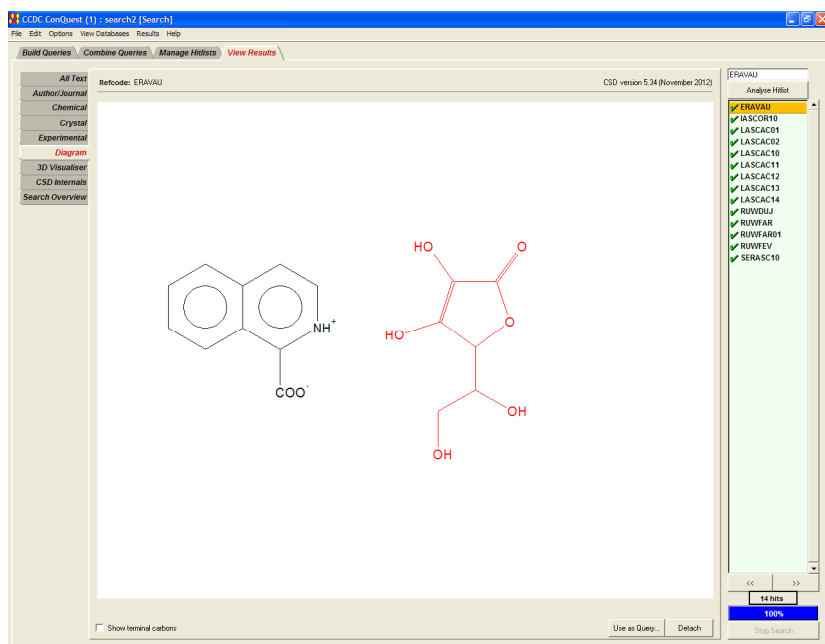 CCDC ConQuest (1) : search2 [Search]
File Edit Options View Databases Results Help
Build Queries Combine Queries Manage Hitlists View Results
All Text
Author/Journal
Chemical
Crystal
Experimental
Diagram
3D Visualiser
CSD Internals
Search Overview
Refcode: ERAVAU CSD version 5.34 (November 2012)
HO O
HO O
NH+
COO-
OH
OH
Show terminal carbons Use as Query... Detach
ERAVAU
Analyse Hitlist
ERAVAU
IASCOR10
LASCAC01
LASCAC02
LASCAC10
LASCAC11
LASCAC12
LASCAC13
LASCAC14
RUWDUJ
RUWFAR
RUWFAR01
RUWFEV
SERASC10
<< >>
14 hits
100%
Stop Search